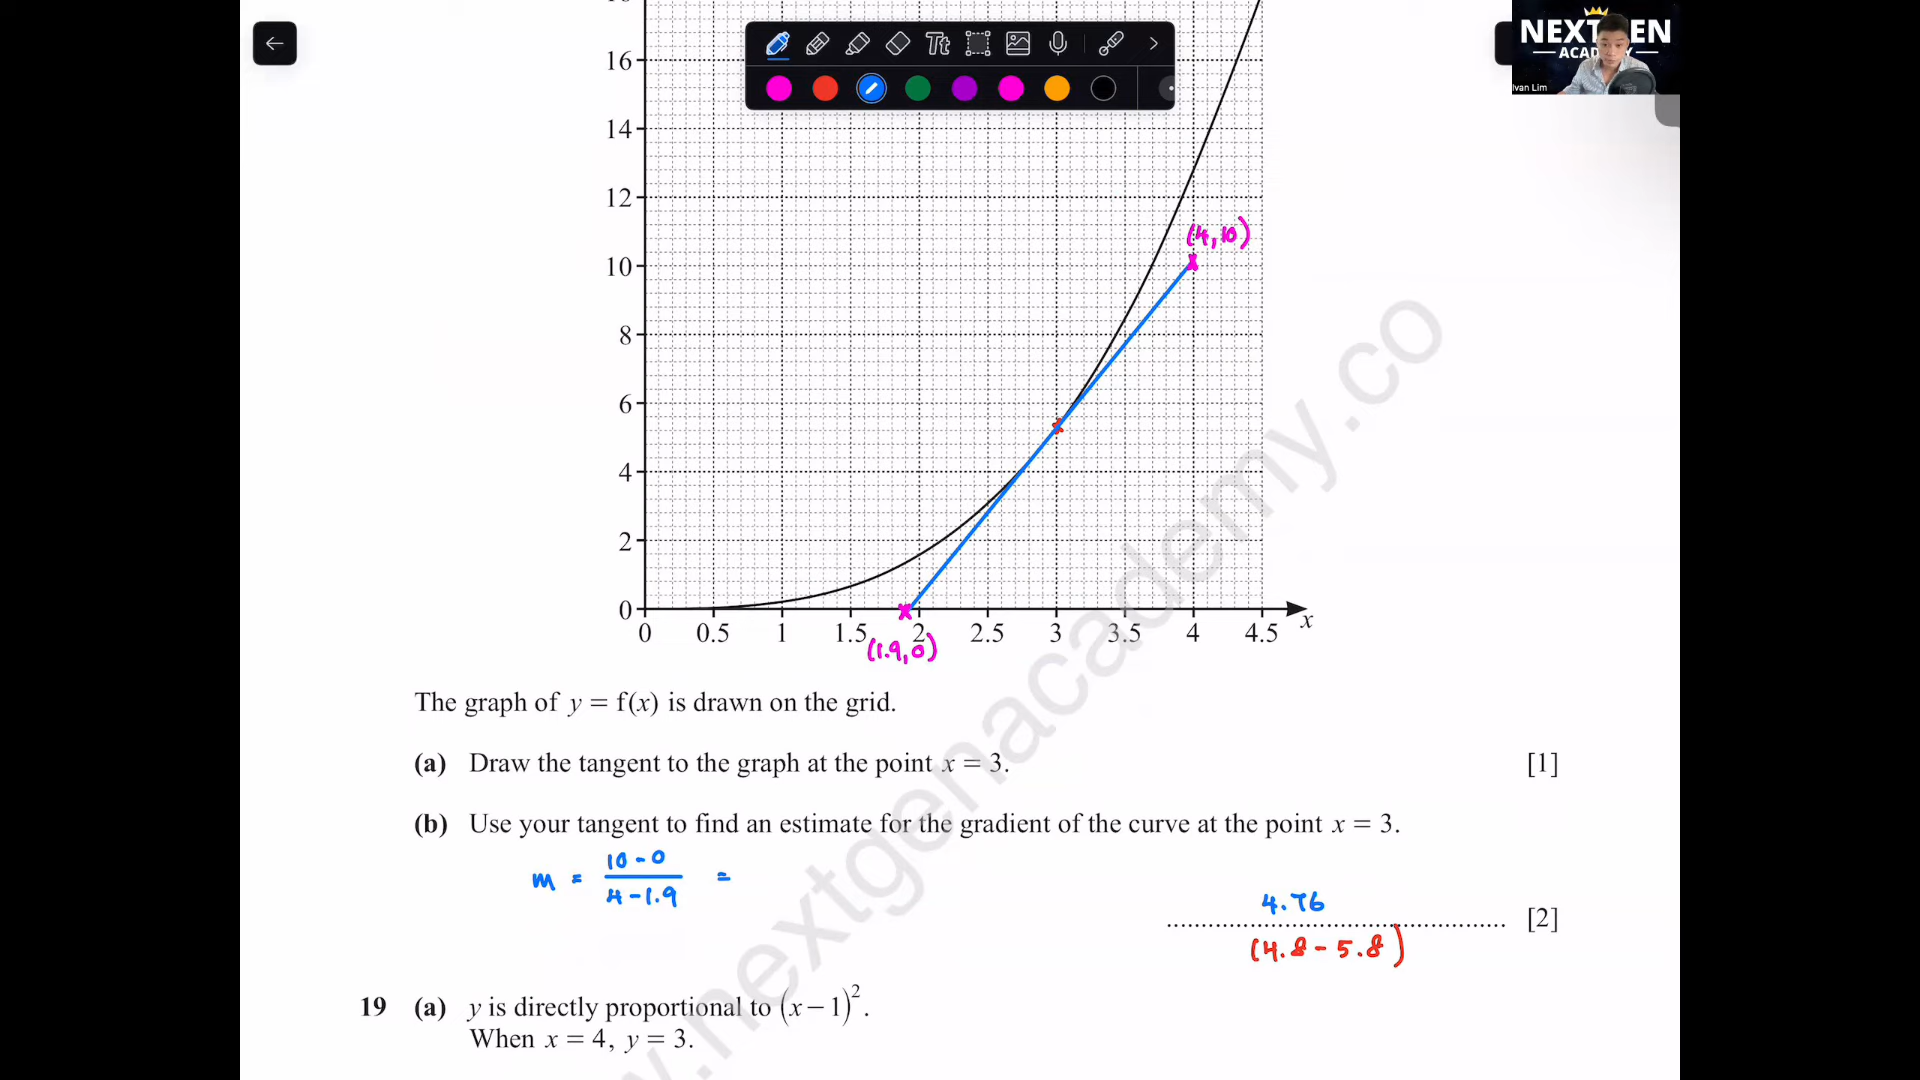 NEXTGEN
ACADEMY
Ivan Lim
Tt
16
14
12
10
8
6
4
2
0
(4,10)
0 0.5 1 1.5 2 2.5 3 3.5 4 4.5 x
(1.9,0)
The graph of y = f(x) is drawn on the grid.
(a) Draw the tangent to the graph at the point x = 3. [1]
(b) Use your tangent to find an estimate for the gradient of the curve at the point x = 3.
m = 10 - 0 / 4 - 1.9 =
4.76
.................................................. [2]
(4.8 - 5.8)
19 (a) y is directly proportional to (x − 1)².
When x = 4, y = 3.
www.nextgenacademy.co